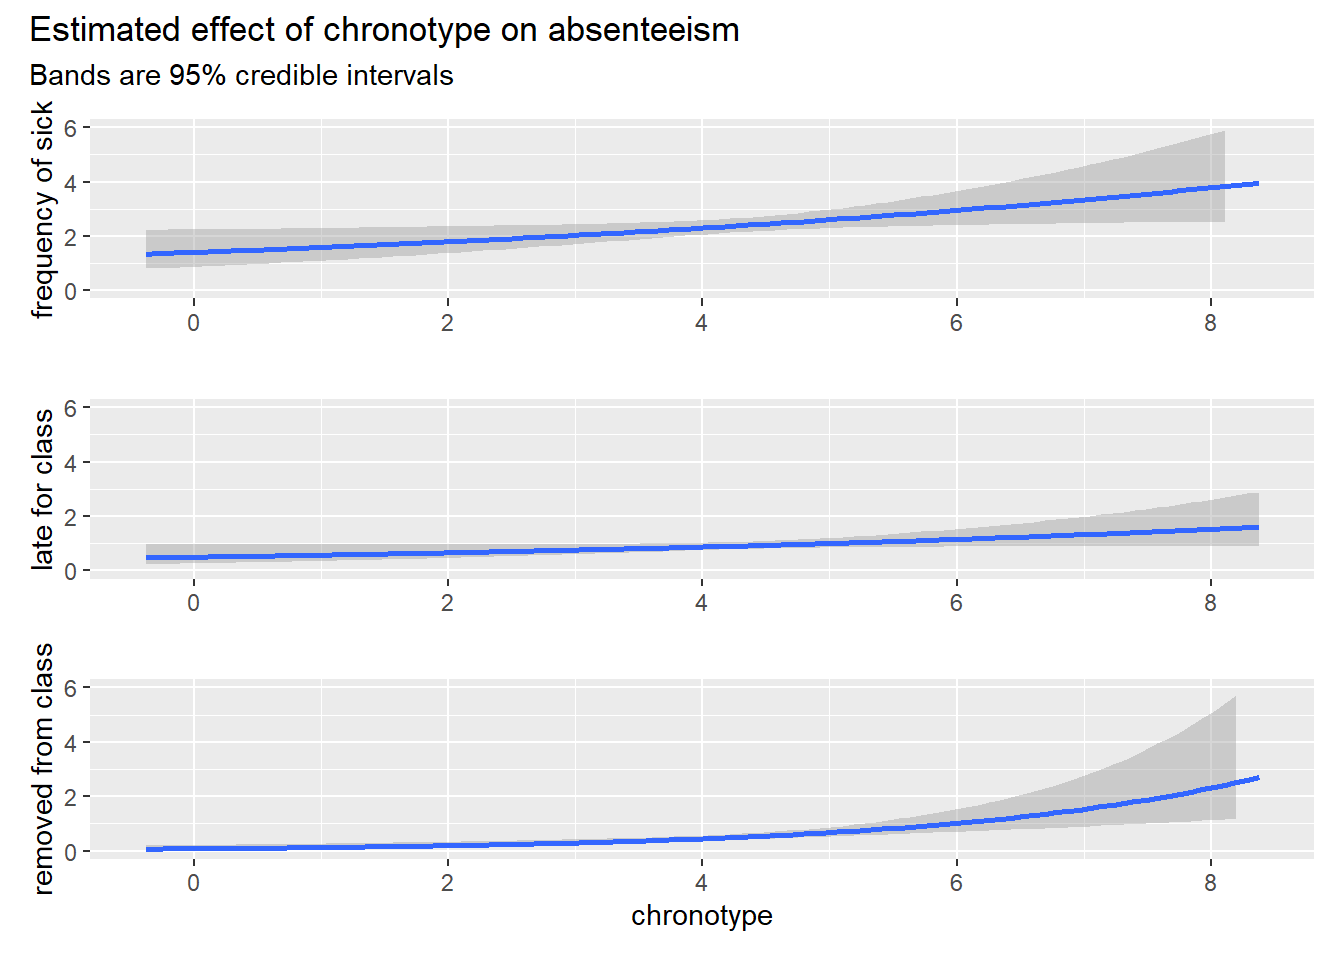 Estimated effect of chronotype on absenteeism
Bands are 95% credible intervals
frequency of sick
6
4
2
0
0 2 4 6 8
late for class
6
4
2
0
0 2 4 6 8
removed from class
6
4
2
0
0 2 4 6 8
chronotype